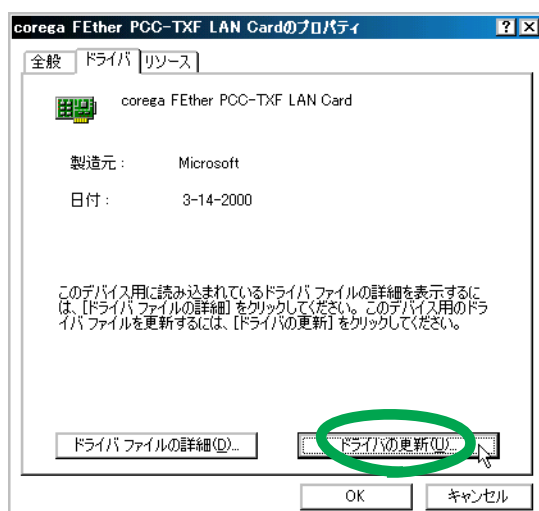 corega FEther PCC-TXF LAN Cardのプロパティ
全般 ドライバ リソース
corega FEther PCC-TXF LAN Card
製造元： Microsoft
日付： 3-14-2000
このデバイス用に読み込まれているドライバ ファイルの詳細を表示するに
は、［ドライバ ファイルの詳細］をクリックしてください。このデバイス用のドラ
イバ ファイルを更新するには、［ドライバの更新］をクリックしてください。
ドライバ ファイルの詳細(D)... ドライバの更新(U)...
OK キャンセル